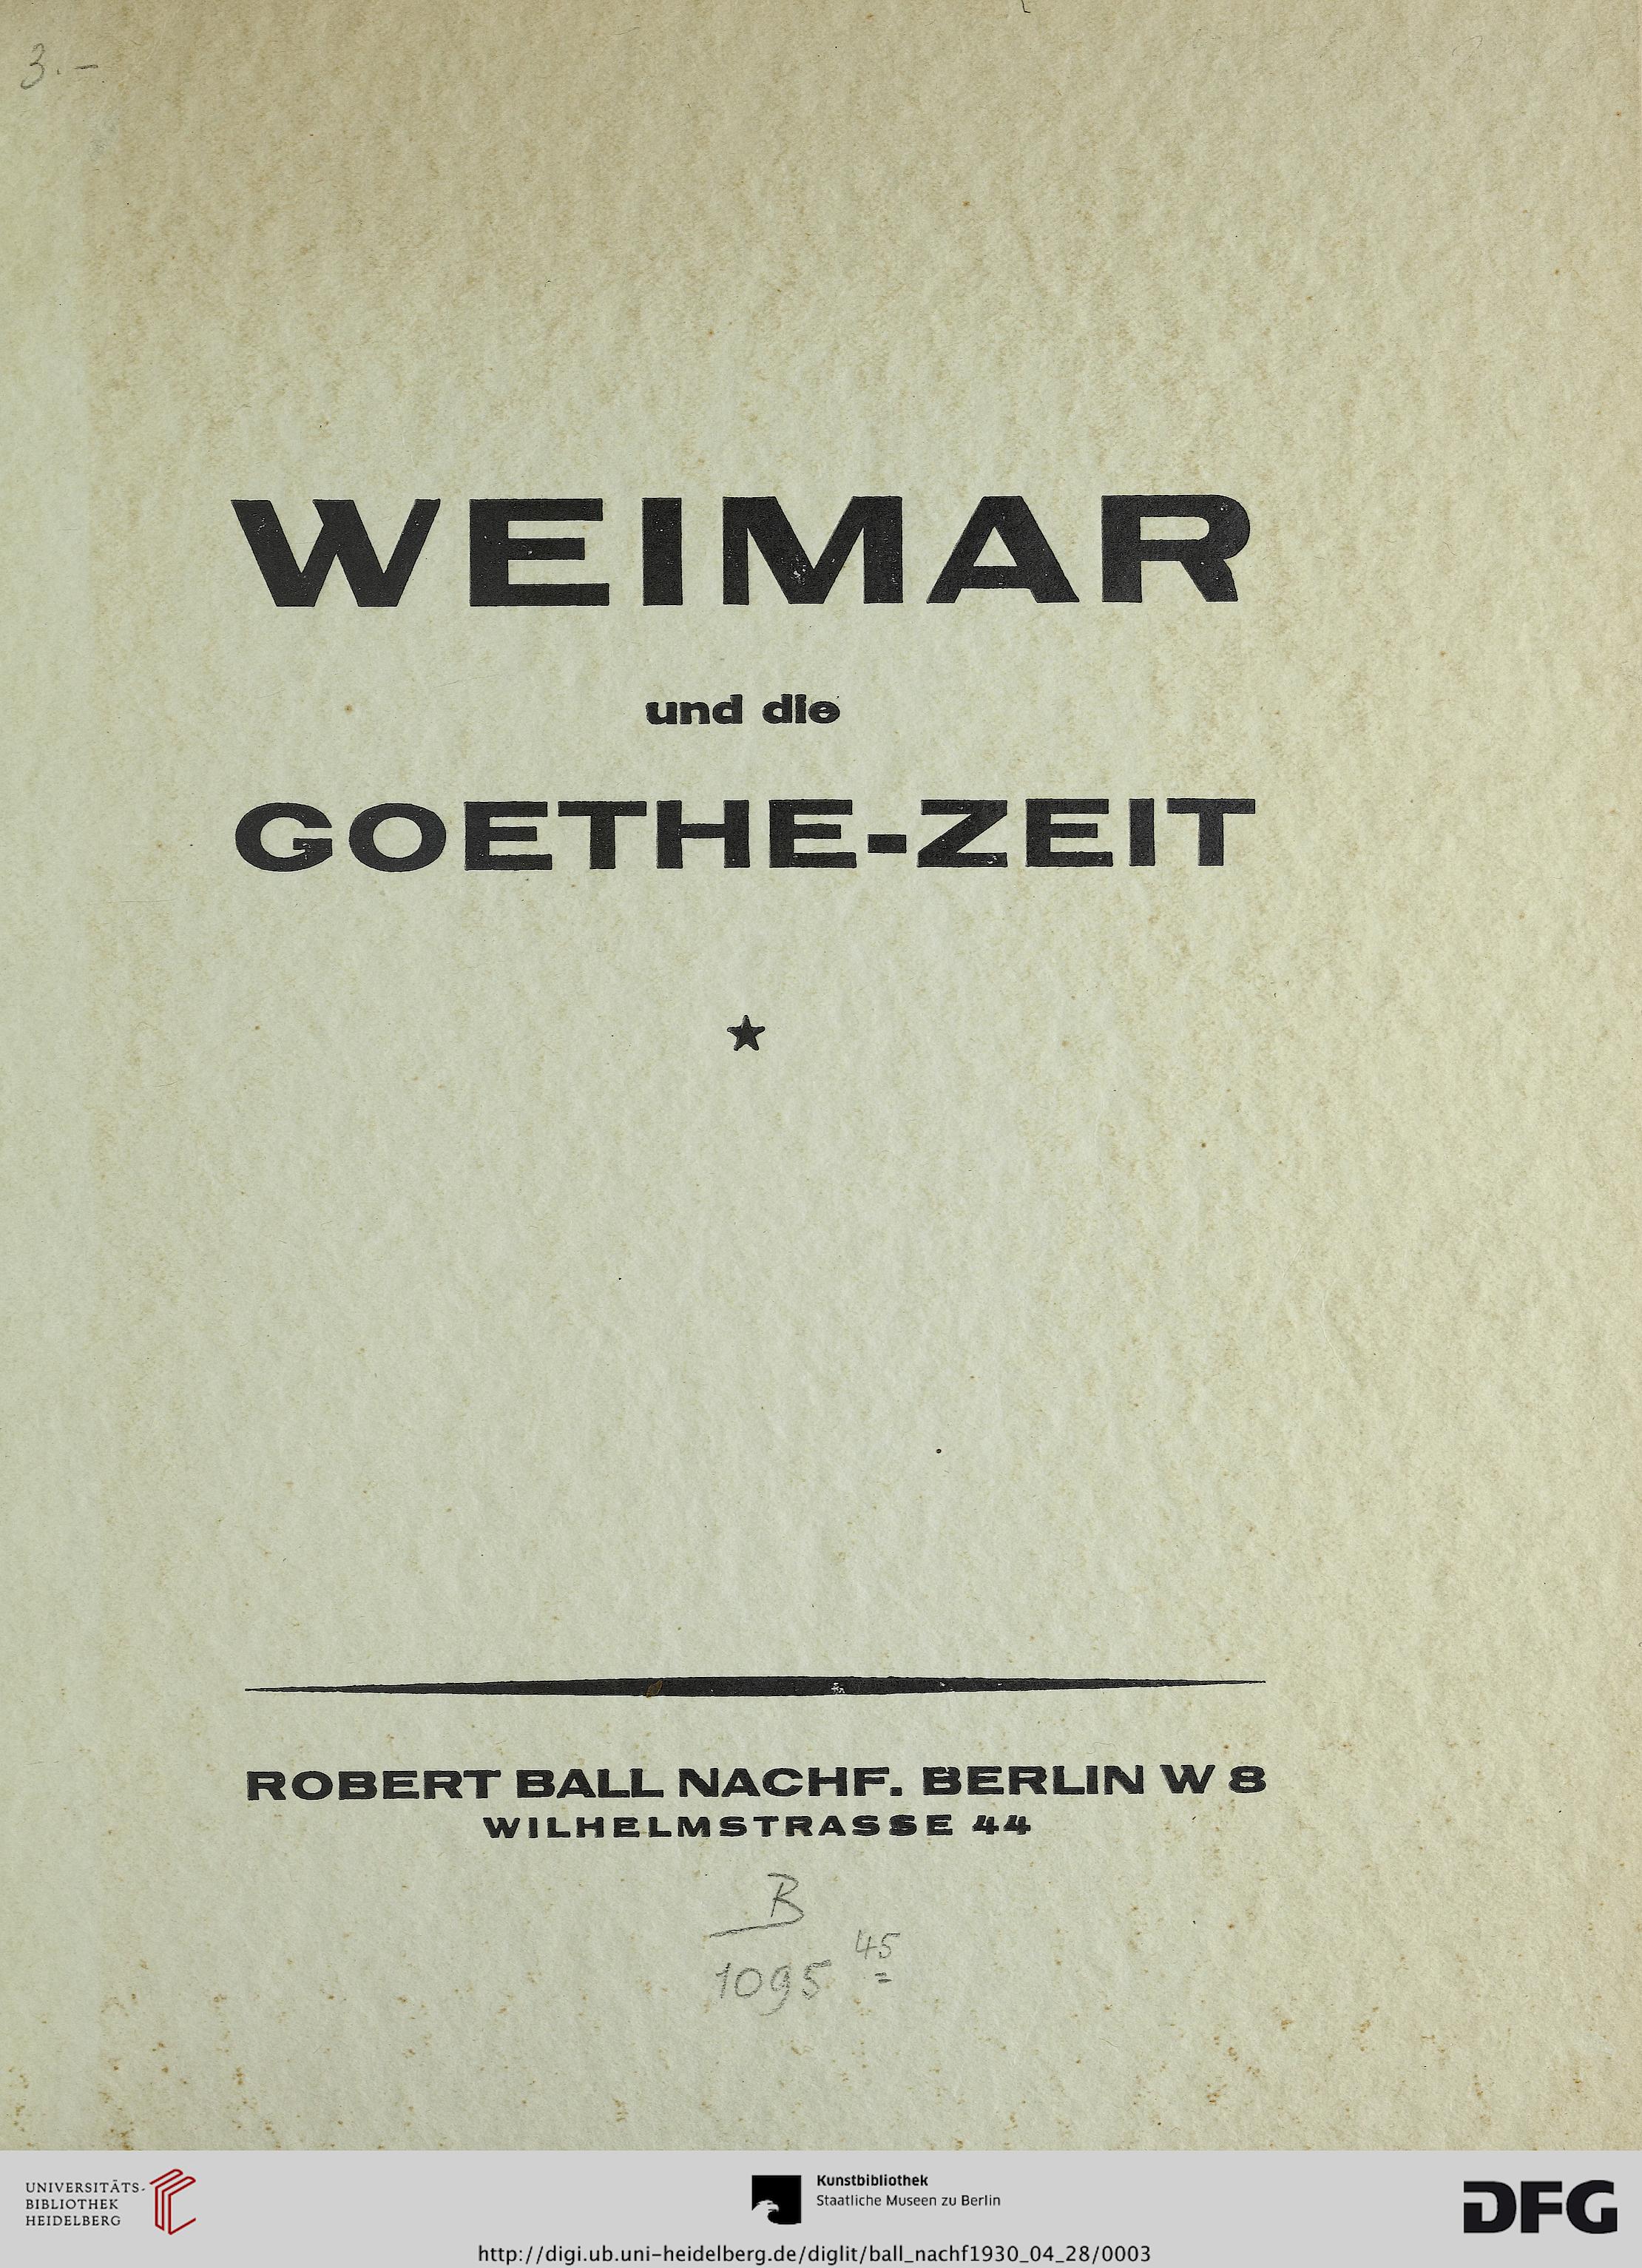 3.–
WEIMAR
und die
GOETHE-ZEIT
ROBERT BALL NACHF. BERLIN W 8
WILHELMSTRASSE 44
B
45
1095
UNIVERSITÄTS-
BIBLIOTHEK
HEIDELBERG
Kunstbibliothek
Staatliche Museen zu Berlin
DFG
http://digi.ub.uni-heidelberg.de/diglit/ball_nachf1930_04_28/0003